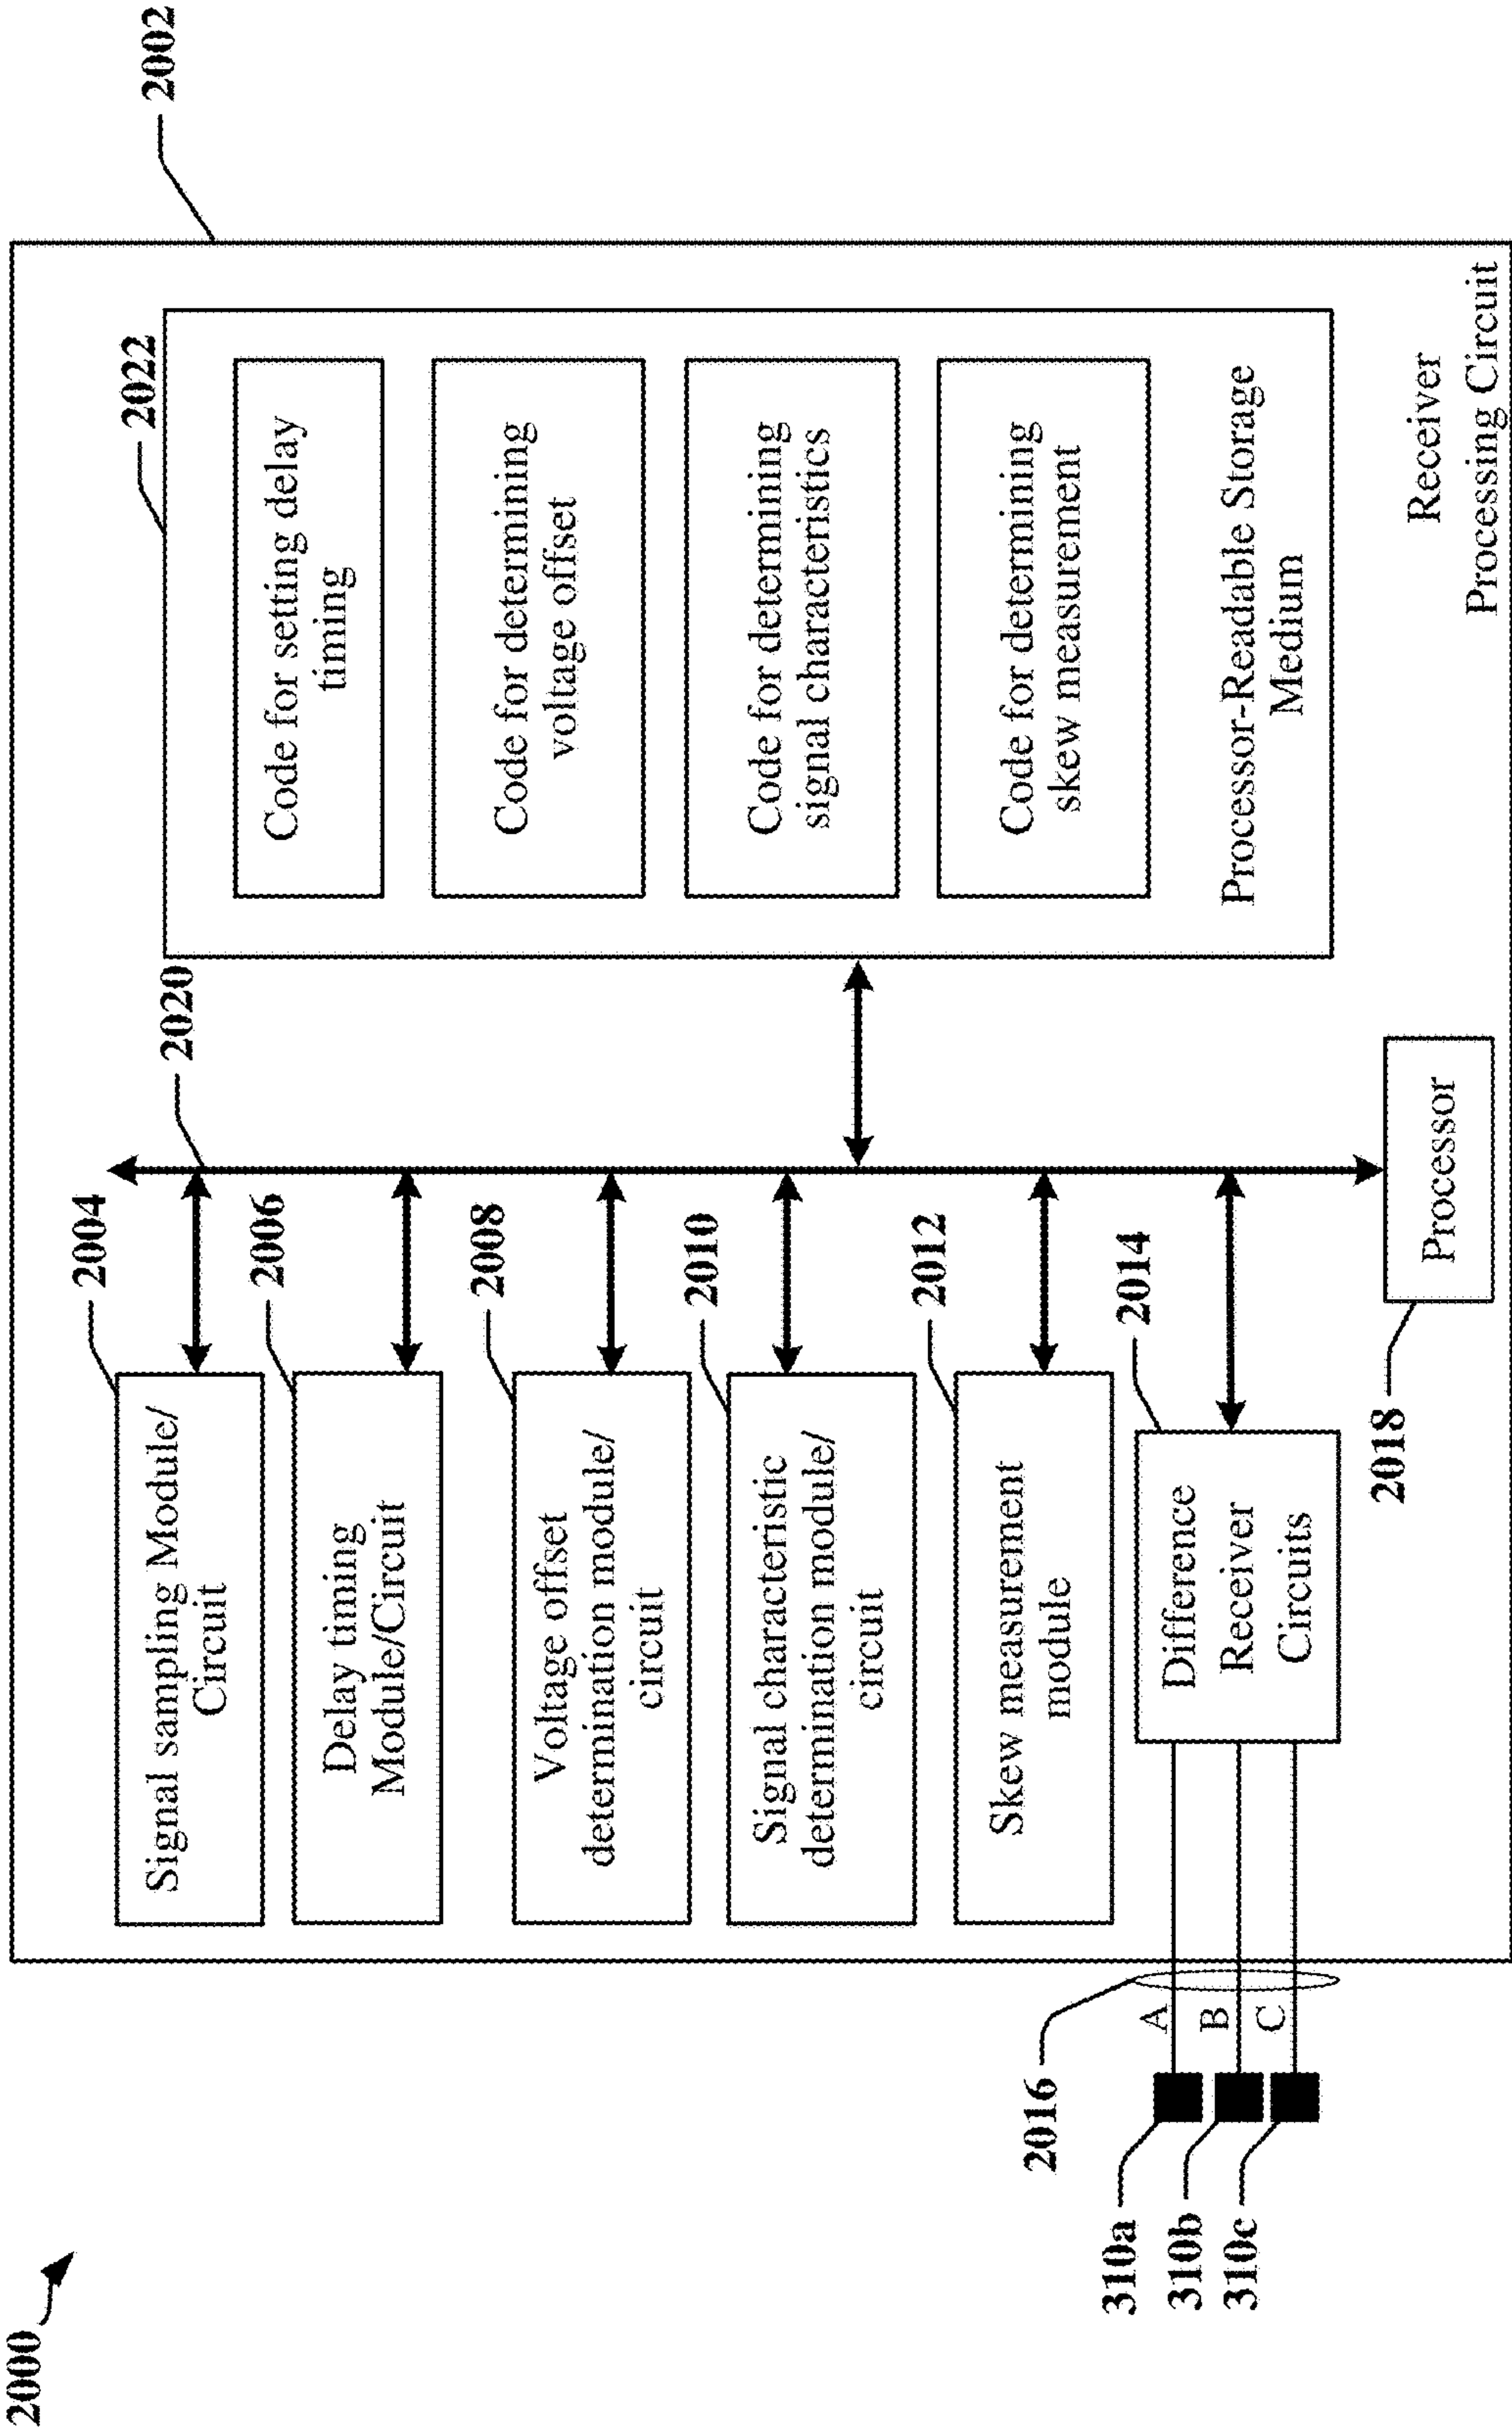 2000
2002
2004
Signal sampling Module/
Circuit
2006
Delay timing
Module/Circuit
2008
Voltage offset
determination module/
circuit
2010
Signal characteristic
determination module/
circuit
2012
Skew measurement
module
2014
Difference
Receiver
Circuits
2016
A
B
C
310a
310b
310c
2018
Processor
2020
2022
Code for setting delay
timing
Code for determining
voltage offset
Code for determining
signal characteristics
Code for determining
skew measurement
Processor-Readable Storage
Medium
Receiver
Processing Circuit